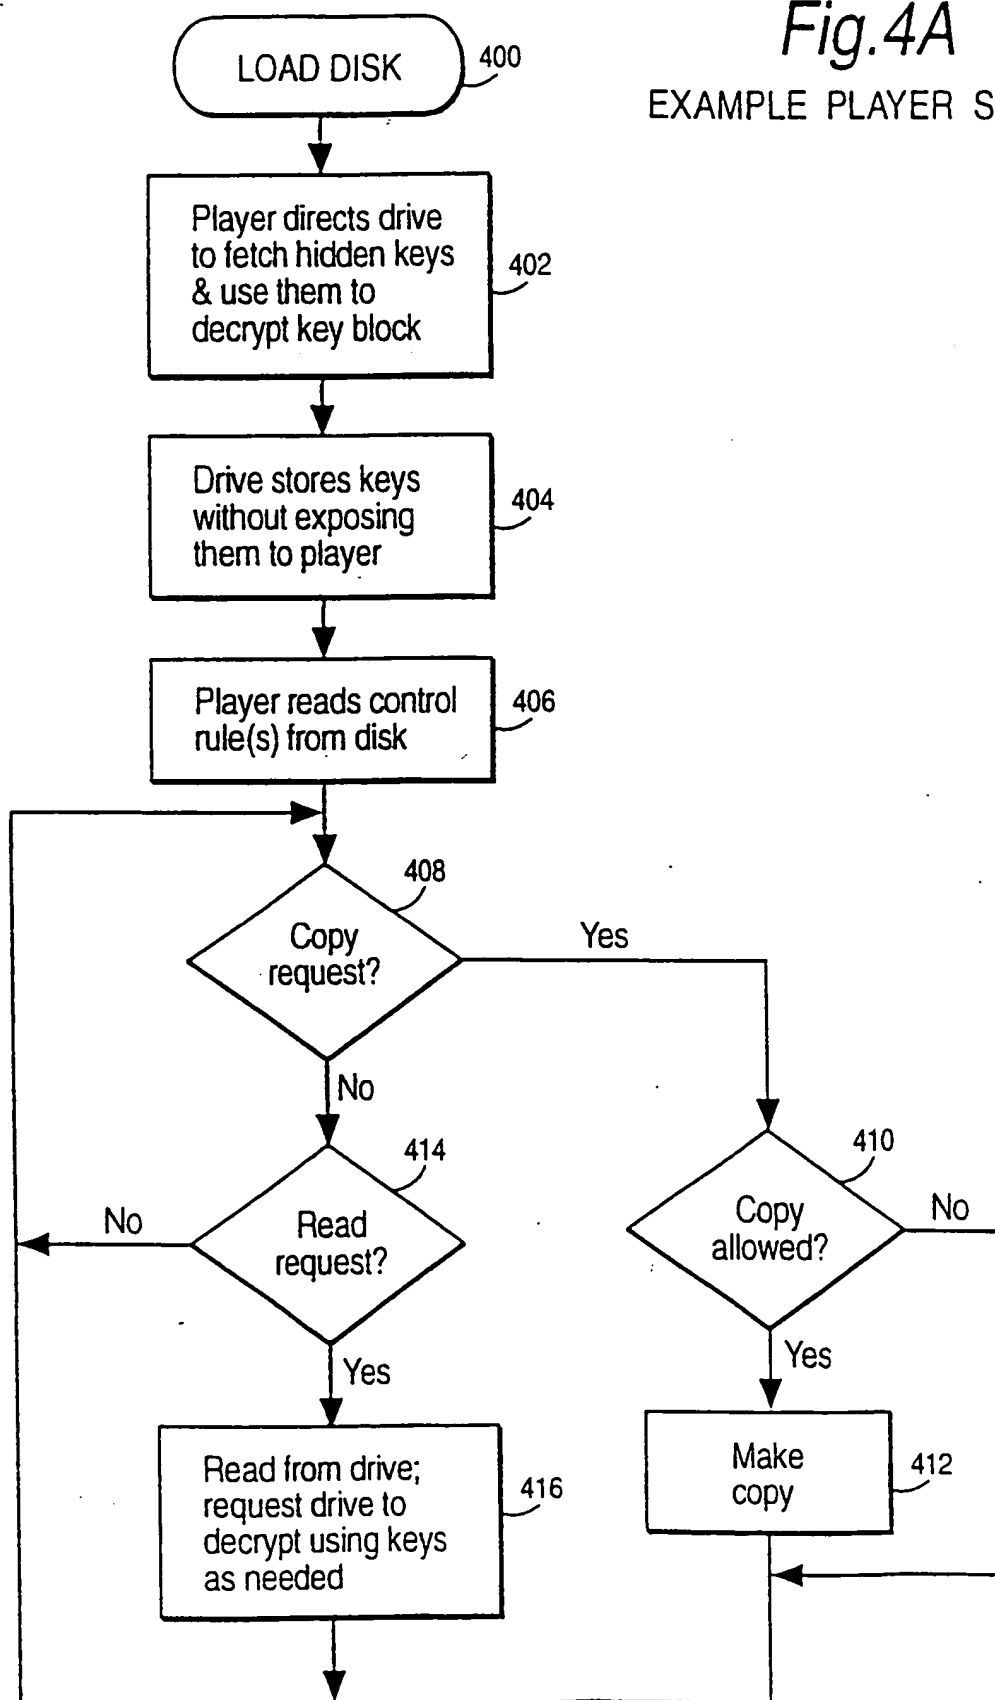 Fig.4A
EXAMPLE PLAYER S
LOAD DISK
400
Player directs drive
to fetch hidden keys
& use them to
decrypt key block
402
Drive stores keys
without exposing
them to player
404
Player reads control
rule(s) from disk
406
408
Copy
request?
Yes
No
414
Read
request?
No
Yes
410
Copy
allowed?
No
Yes
Read from drive;
request drive to
decrypt using keys
as needed
416
Make
copy
412